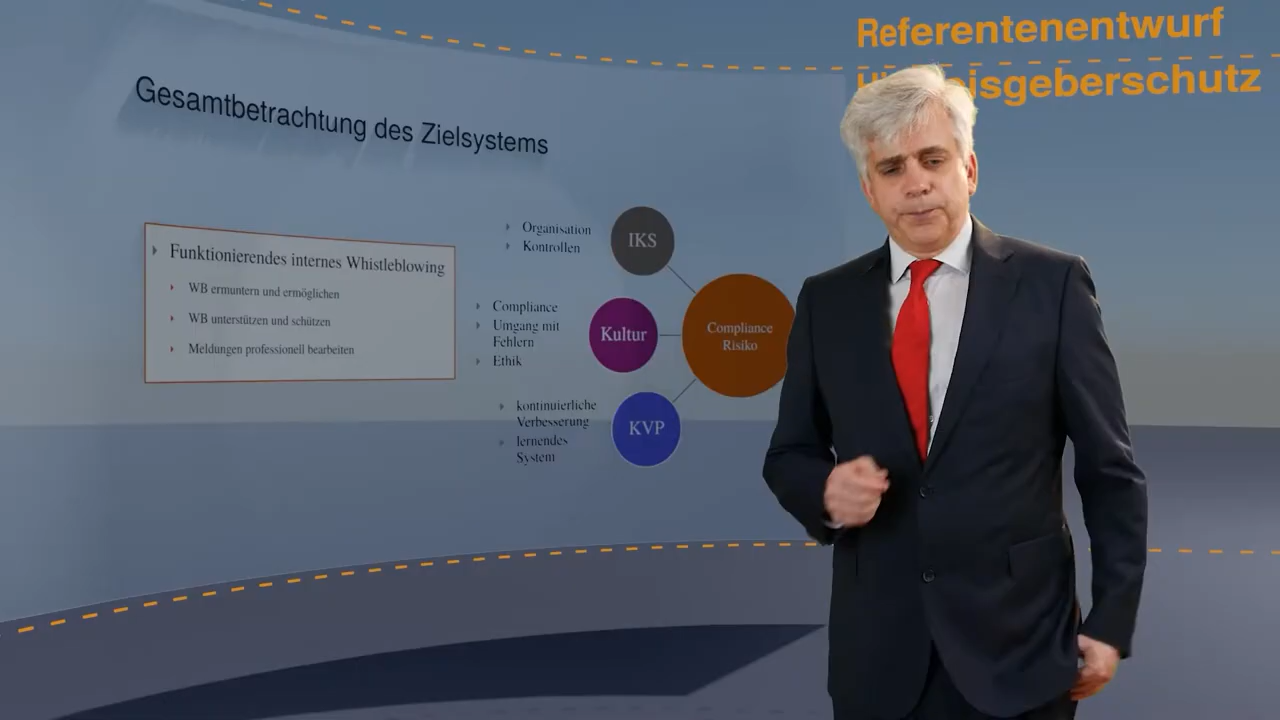 Referentenentwurf
eisgeberschutz
Gesamtbetrachtung des Zielsystems
Funktionierendes internes Whistleblowing
WB ermuntern und ermöglichen
WB unterstützen und schützen
Meldungen professionell bearbeiten
Organisation
Kontrollen
IKS
Compliance
Umgang mit
Fehlern
Ethik
Kultur
Compliance
Risiko
kontinuierliche
Verbesserung
lernendes
System
KVP